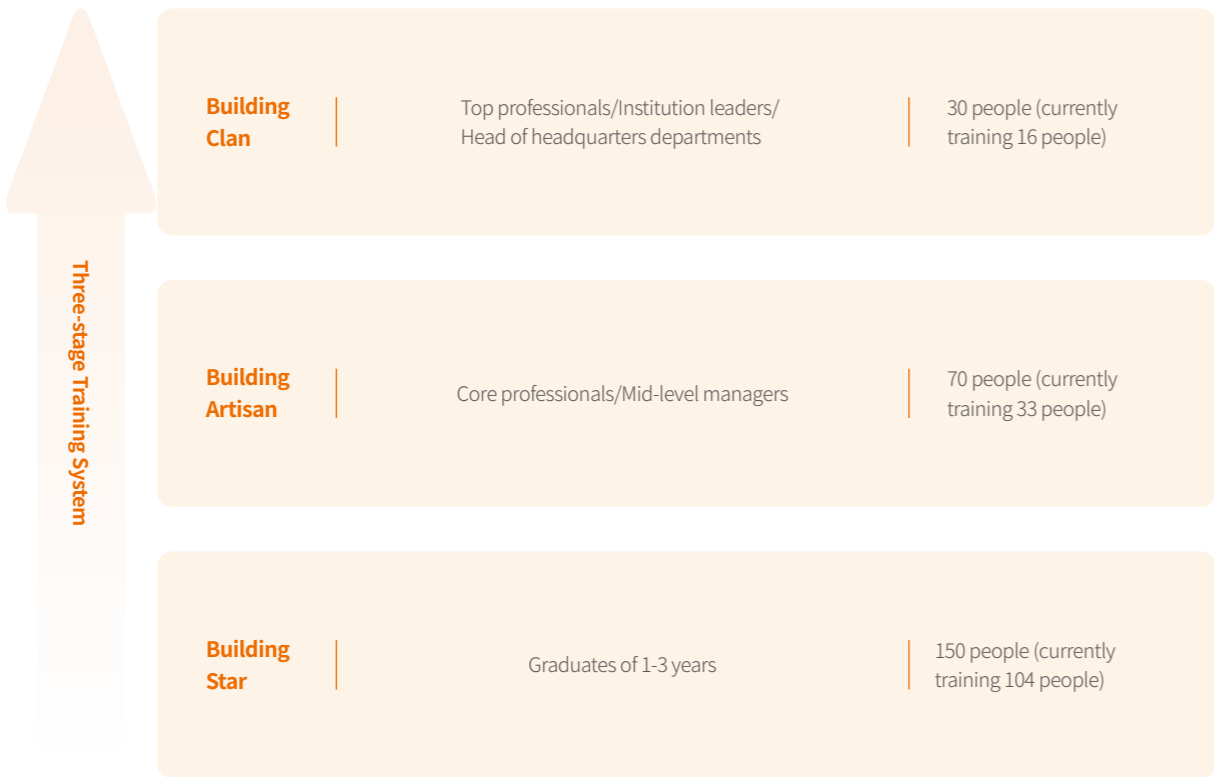 Three-stage Training System
Building
Clan
Top professionals/Institution leaders/
Head of headquarters departments
30 people (currently
training 16 people)
Building
Artisan
Core professionals/Mid-level managers
70 people (currently
training 33 people)
Building
Star
Graduates of 1-3 years
150 people (currently
training 104 people)